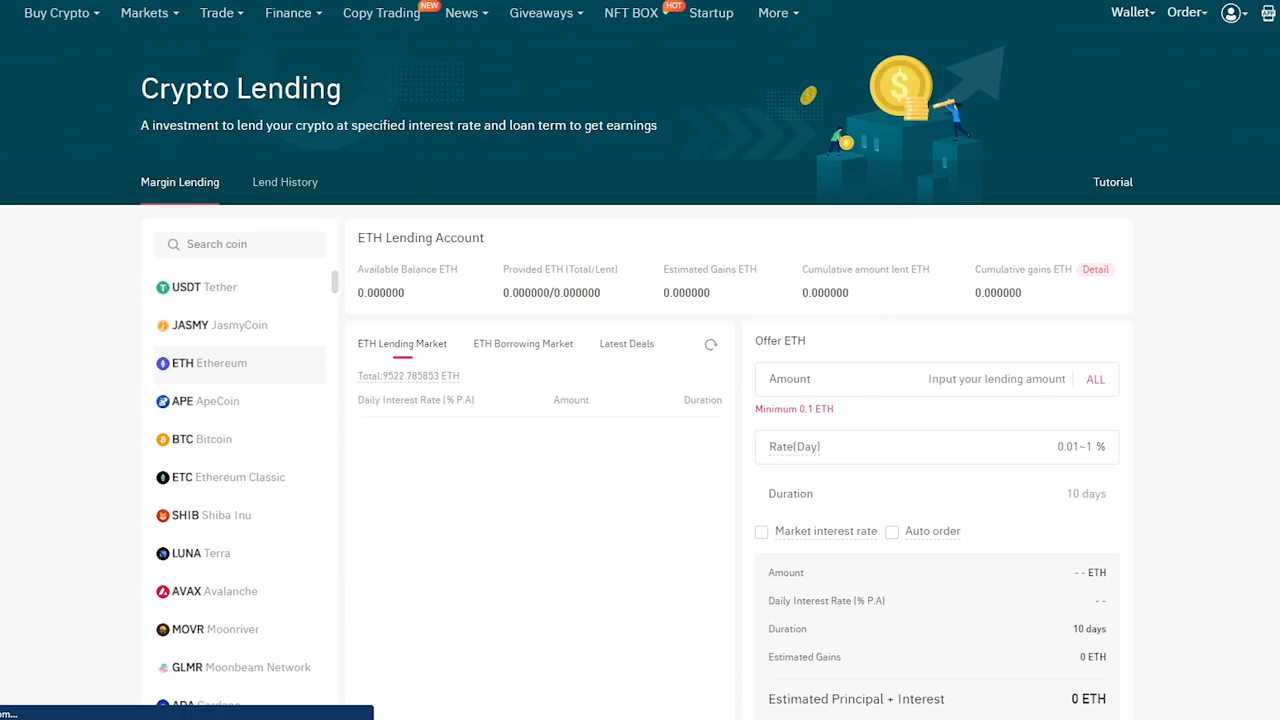 Buy Crypto Markets Trade Finance Copy Trading NEW News Giveaways NFT BOX HOT Startup More Wallet Order
Crypto Lending
A investment to lend your crypto at specified interest rate and loan term to get earnings
Margin Lending Lend History Tutorial
Search coin
USDT Tether
JASMY JasmyCoin
ETH Ethereum
APE ApeCoin
BTC Bitcoin
ETC Ethereum Classic
SHIB Shiba Inu
LUNA Terra
AVAX Avalanche
MOVR Moonriver
GLMR Moonbeam Network
ADA Cardano
ETH Lending Account
Available Balance ETH Provided ETH (Total/Lent) Estimated Gains ETH Cumulative amount lent ETH Cumulative gains ETH Detail
0.000000 0.000000/0.000000 0.000000 0.000000 0.000000
ETH Lending Market ETH Borrowing Market Latest Deals
Total:9522.785853 ETH
Daily Interest Rate (% P.A) Amount Duration
Offer ETH
Amount Input your lending amount ALL
Minimum 0.1 ETH
Rate(Day) 0.01~1 %
Duration 10 days
Market interest rate Auto order
Amount - - ETH
Daily Interest Rate (% P.A) - -
Duration 10 days
Estimated Gains 0 ETH
Estimated Principal + Interest 0 ETH
om...